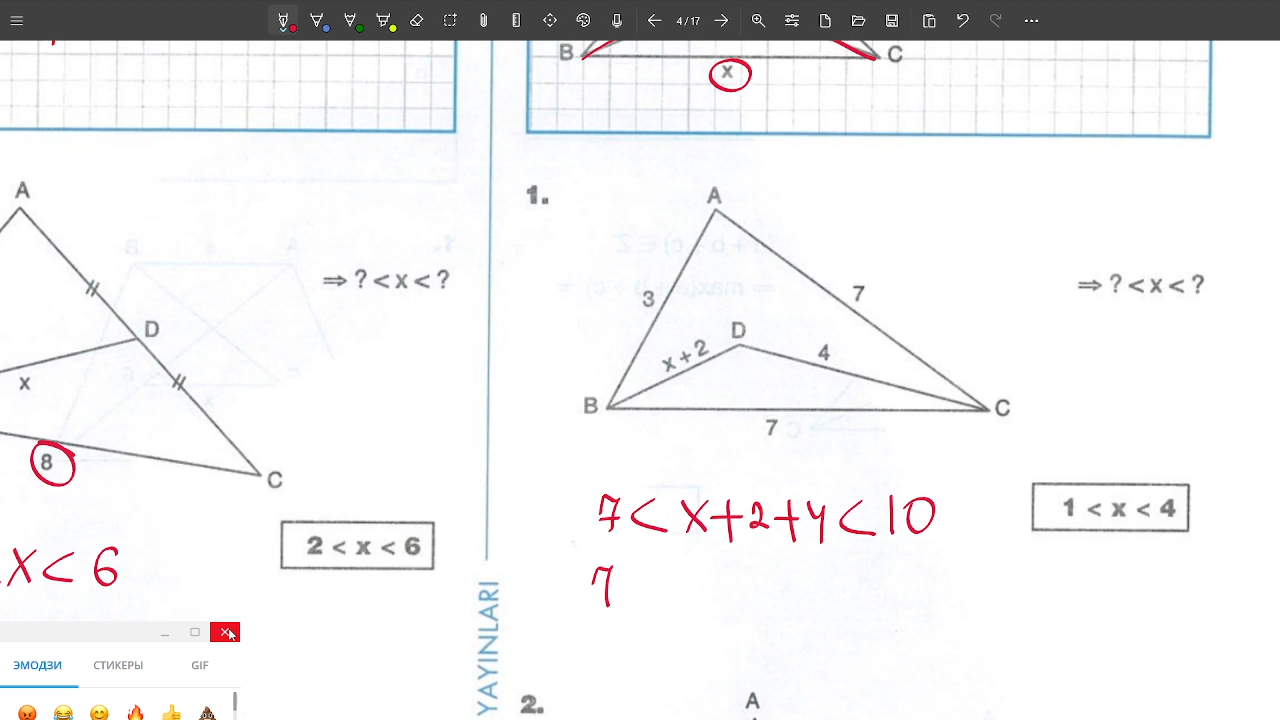 4/17
B
x
C
A
D
x
8
C
⇒ ? < x < ?
2 < x < 6
x < 6
YAYINLARI
1.
A
3
7
D
x + 2
4
B
7
C
⇒ ? < x < ?
7 < x+2+4 < 10
7
1 < x < 4
2.
A
ЭМОДЗИ СТИКЕРЫ GIF